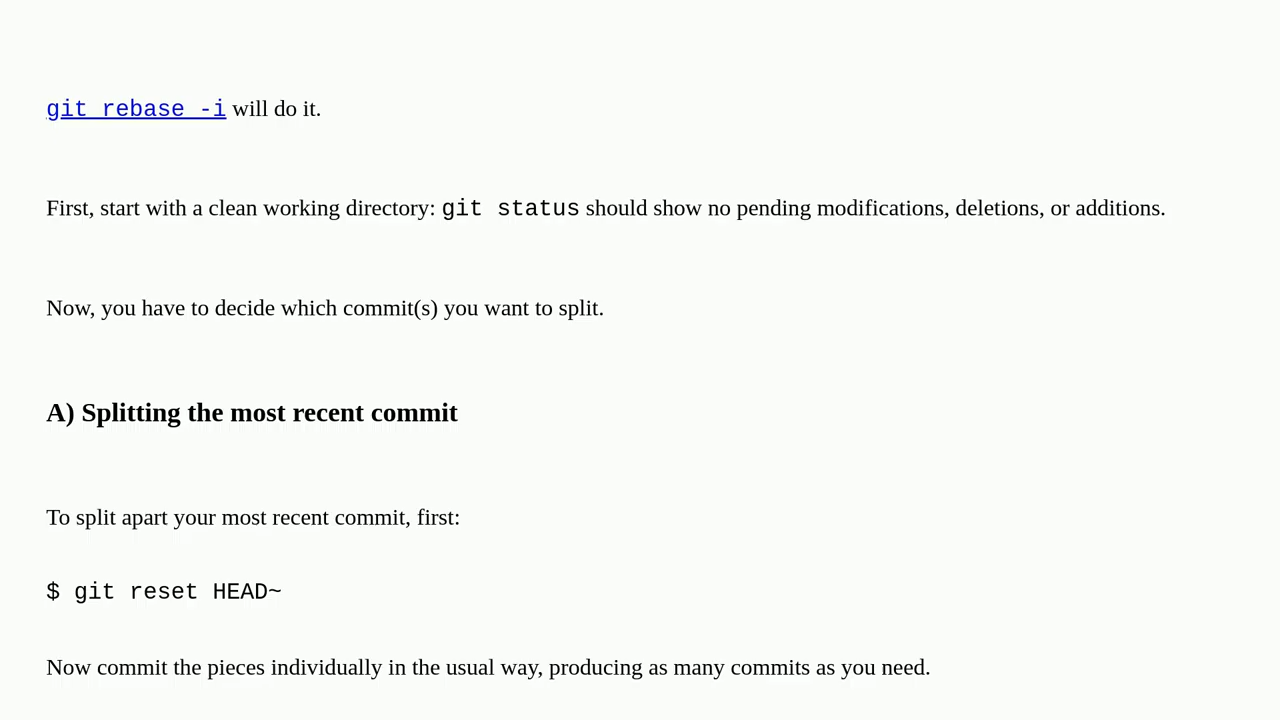 git rebase -i will do it.
First, start with a clean working directory: git status should show no pending modifications, deletions, or additions.
Now, you have to decide which commit(s) you want to split.
A) Splitting the most recent commit
To split apart your most recent commit, first:
$ git reset HEAD~
Now commit the pieces individually in the usual way, producing as many commits as you need.